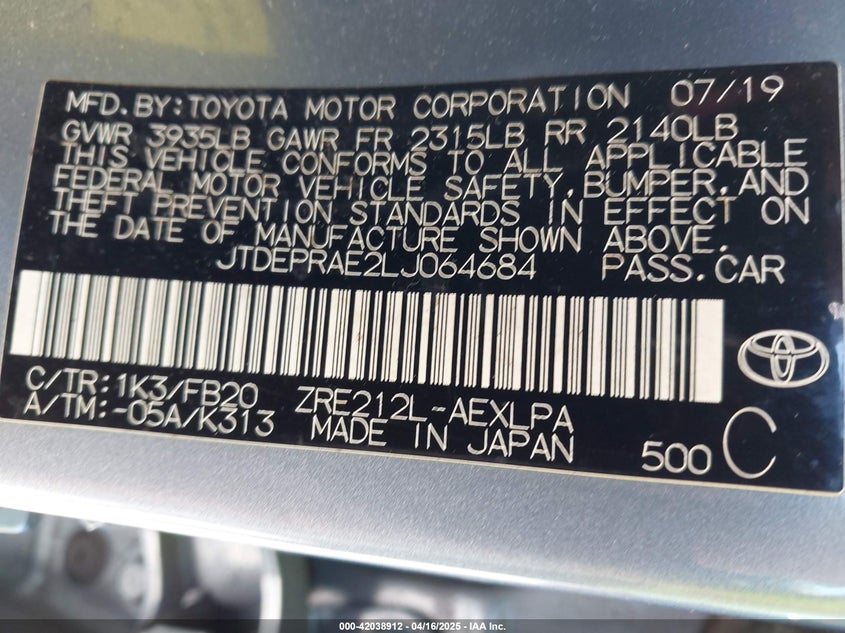 MFD.BY:TOYOTA MOTOR CORPORATION 07/19
GVWR 3935LB GAWR FR 2315LB RR 2140LB
THIS VEHICLE CONFORMS TO ALL APPLICABLE
FEDERAL MOTOR VEHICLE SAFETY,BUMPER,AND
THEFT PREVENTION STANDARDS IN EFFECT ON
THE DATE OF MANUFACTURE SHOWN ABOVE.
JTDEPRAE2LJ064684 PASS.CAR
C/TR:1K3/FB20 ZRE212L-AEXLPA
A/TM:-05A/K313 MADE IN JAPAN 500 C
000-42038912 - 04/16/2025 - IAA Inc.